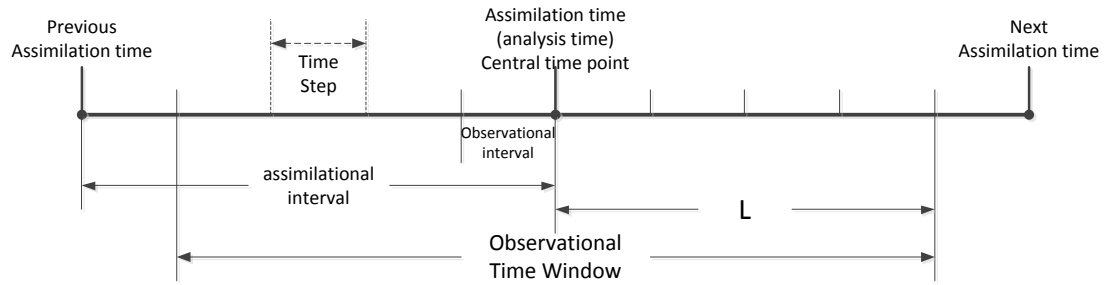 Previous
Assimilation time
Time
Step
Assimilation time
(analysis time)
Central time point
Next
Assimilation time
Observational
interval
assimilational
interval
L
Observational
Time Window